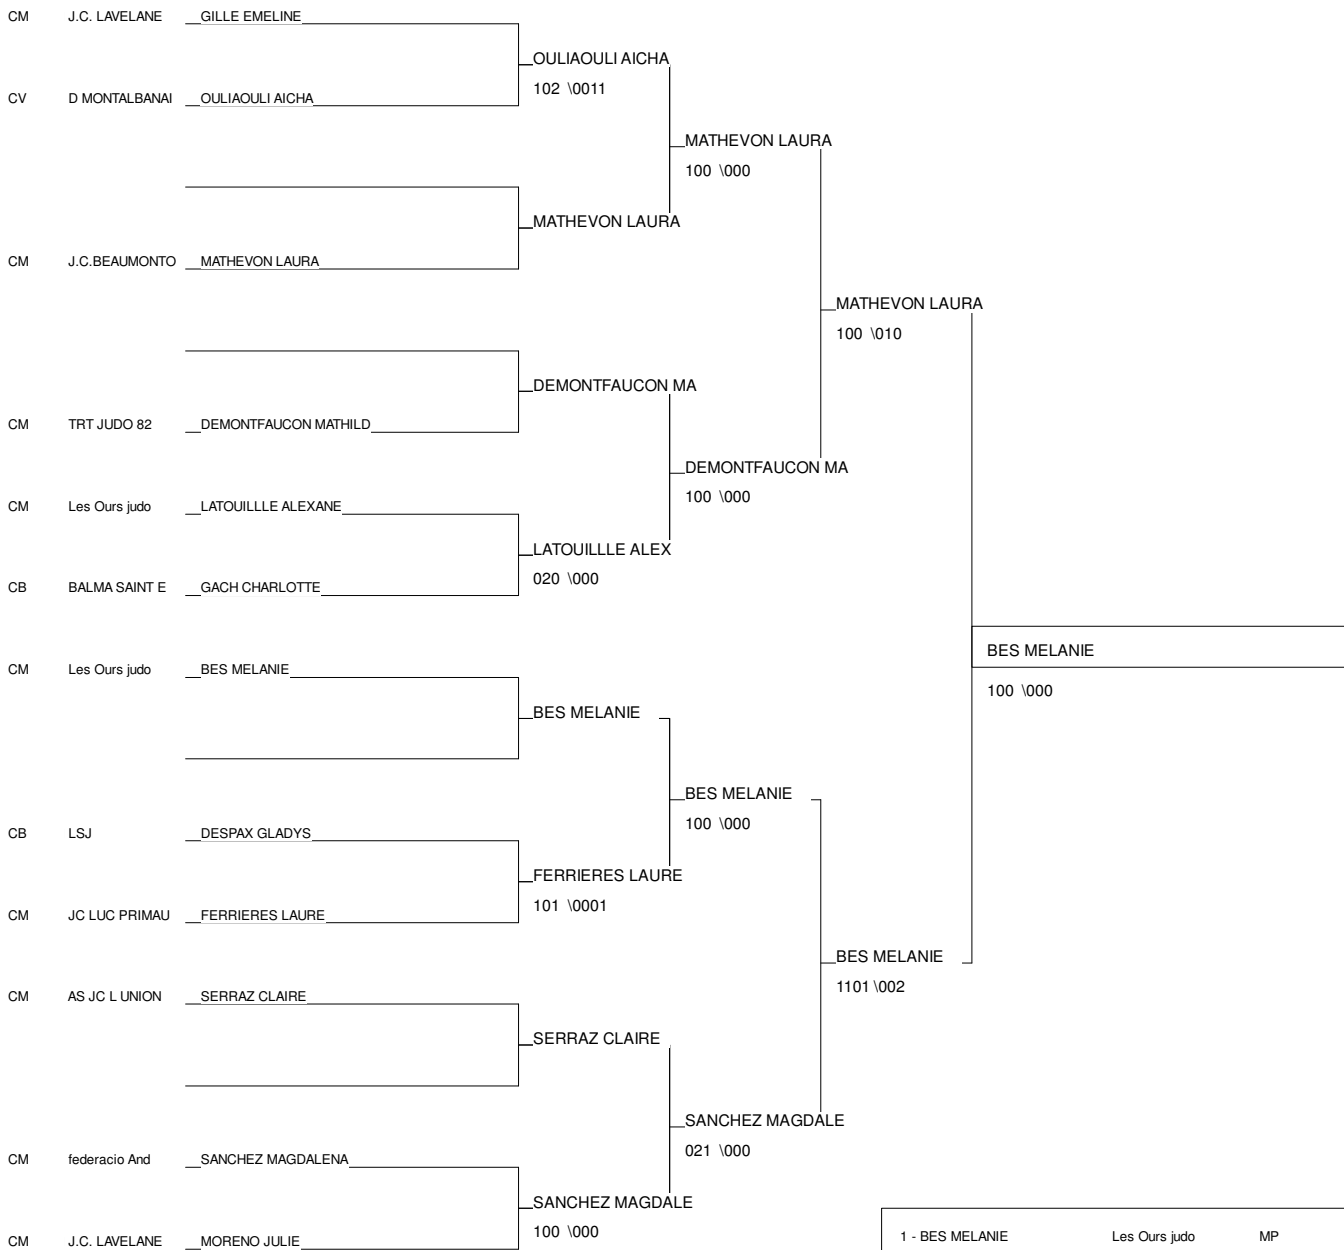 CM J.C. LAVELANE GILLE EMELINE
OULIAOULI AICHA
102 \0011
CV D MONTALBANAI OULIAOULI AICHA
MATHEVON LAURA
100 \000
MATHEVON LAURA
CM J.C.BEAUMONTO MATHEVON LAURA
MATHEVON LAURA
100 \010
DEMONTFAUCON MA
CM TRT JUDO 82 DEMONTFAUCON MATHILD
DEMONTFAUCON MA
100 \000
CM Les Ours judo LATOUILLLE ALEXANE
LATOUILLLE ALEX
020 \000
CB BALMA SAINT E GACH CHARLOTTE
BES MELANIE
100 \000
CM Les Ours judo BES MELANIE
BES MELANIE
BES MELANIE
100 \000
CB LSJ DESPAX GLADYS
FERRIERES LAURE
101 \0001
CM JC LUC PRIMAU FERRIERES LAURE
BES MELANIE
1101 \002
CM AS JC L UNION SERRAZ CLAIRE
SERRAZ CLAIRE
SANCHEZ MAGDALE
021 \000
CM federacio And SANCHEZ MAGDALENA
SANCHEZ MAGDALE
100 \000
CM J.C. LAVELANE MORENO JULIE
1 - BES MELANIE Les Ours judo MP